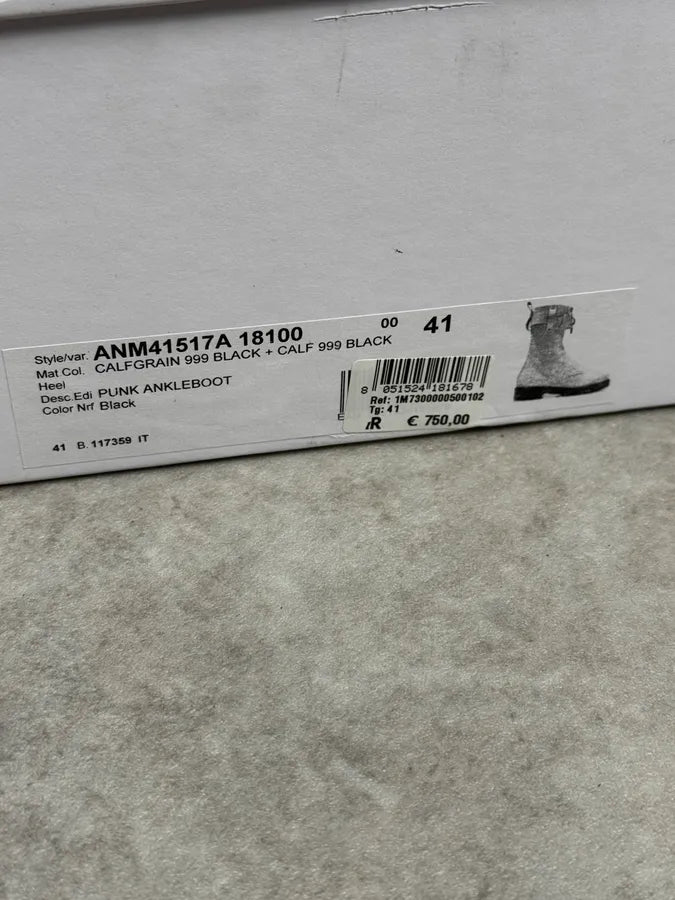 Style/var. ANM41517A 18100 00 41
Mat Col. CALFGRAIN 999 BLACK + CALF 999 BLACK
Heel
Desc.Edi PUNK ANKLEBOOT
Color Nrf Black
41 B. 117359 IT
8 051524 181678
Ref: 1M7300000500102
Tg: 41
€ 750,00